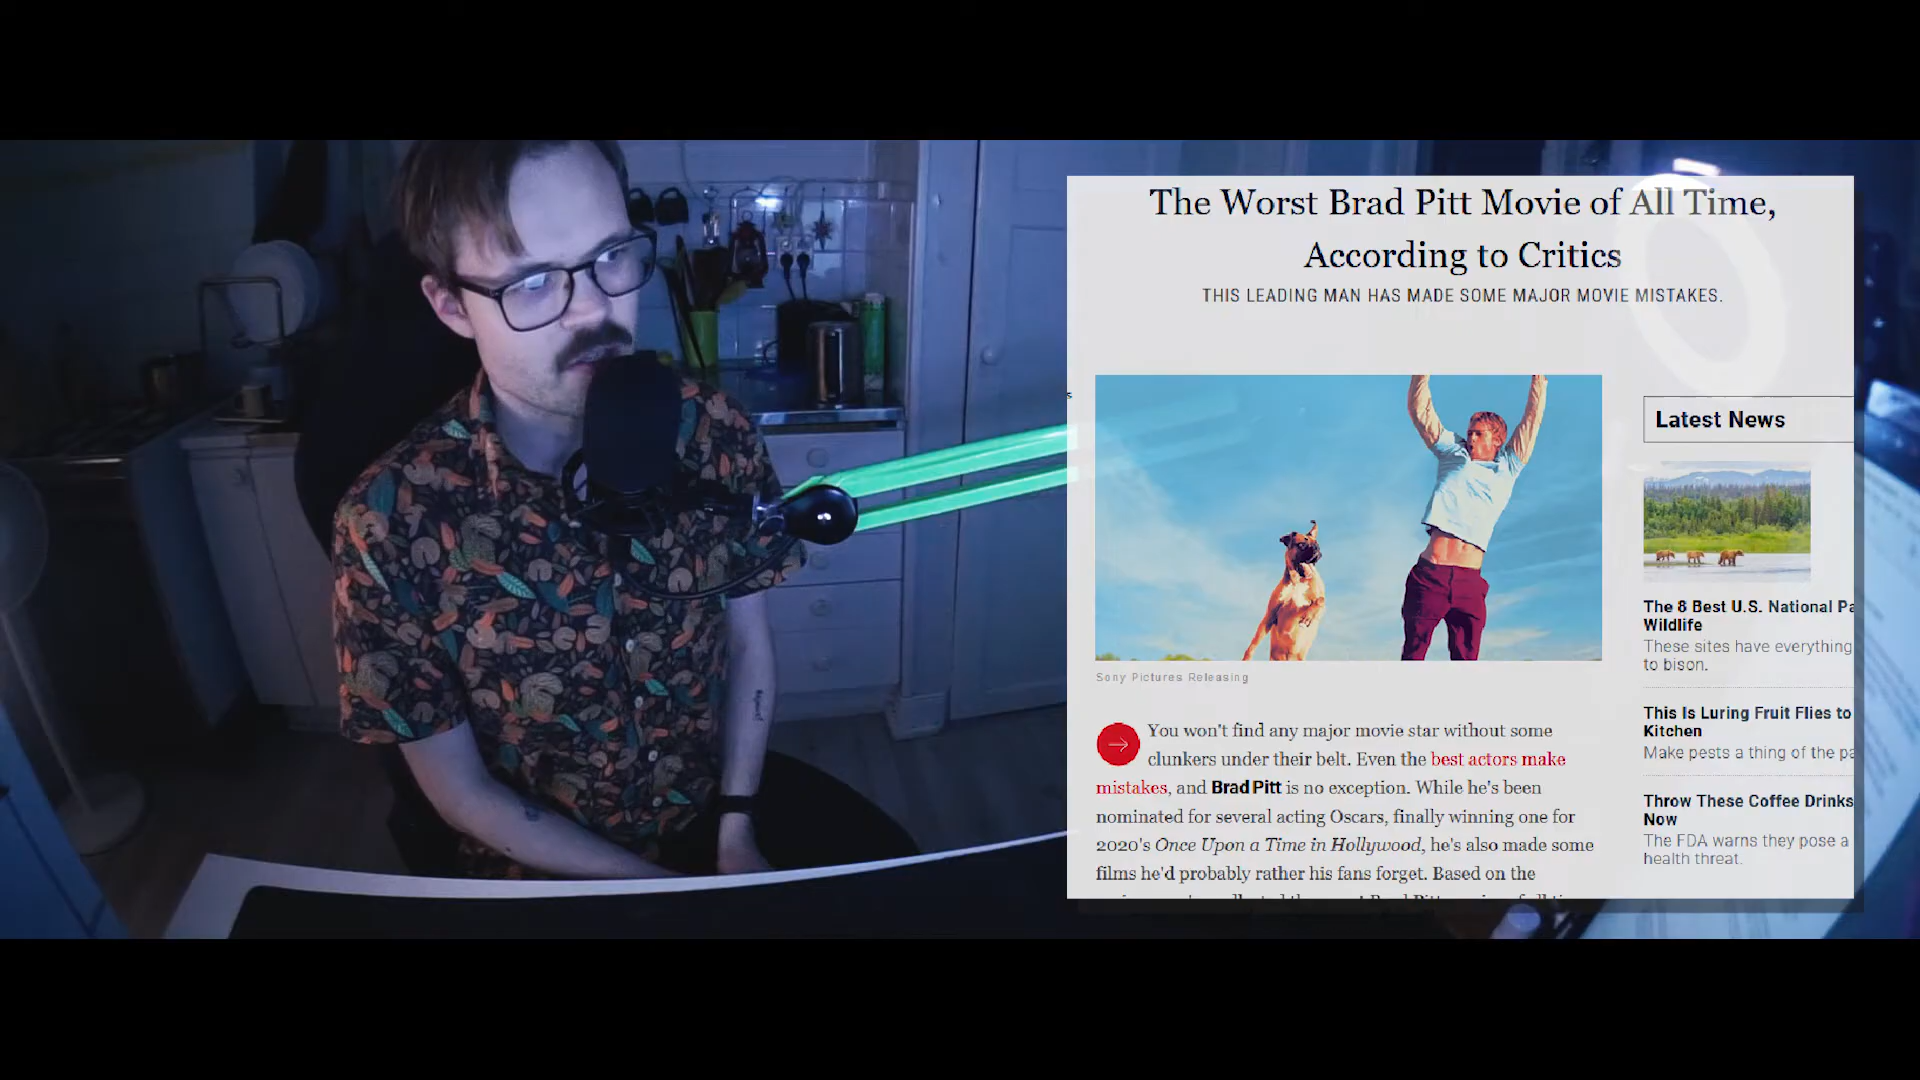 The Worst Brad Pitt Movie of All Time,
According to Critics
THIS LEADING MAN HAS MADE SOME MAJOR MOVIE MISTAKES.
Sony Pictures Releasing
You won't find any major movie star without some
clunkers under their belt. Even the best actors make
mistakes, and Brad Pitt is no exception. While he's been
nominated for several acting Oscars, finally winning one for
2020's Once Upon a Time in Hollywood, he's also made some
films he'd probably rather his fans forget. Based on the
Latest News
The 8 Best U.S. National
Wildlife
These sites have everything
to bison.
This Is Luring Fruit Flies to
Kitchen
Make pests a thing of the
Throw These Coffee Drinks
Now
The FDA warns they pose a
health threat.